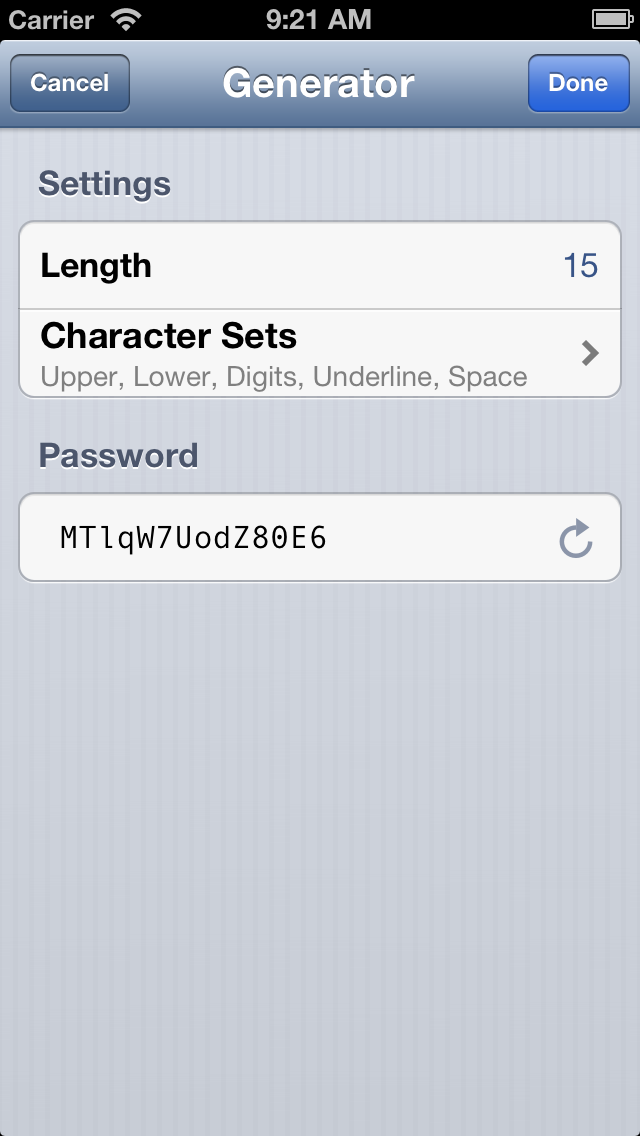 Carrier 9:21 AM
Cancel Generator Done
Settings
Length 15
Character Sets
Upper, Lower, Digits, Underline, Space
Password
MTlqW7UodZ80E6